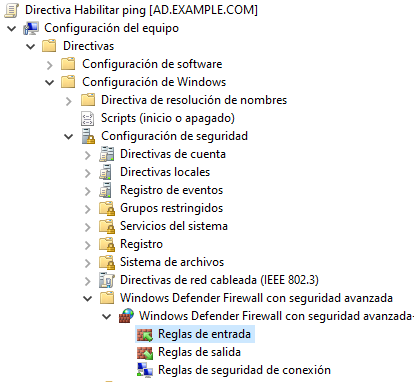 Directiva Habilitar ping [AD.EXAMPLE.COM]
Configuración del equipo
Directivas
Configuración de software
Configuración de Windows
Directiva de resolución de nombres
Scripts (inicio o apagado)
Configuración de seguridad
Directivas de cuenta
Directivas locales
Registro de eventos
Grupos restringidos
Servicios del sistema
Registro
Sistema de archivos
Directivas de red cableada (IEEE 802.3)
Windows Defender Firewall con seguridad avanzada
Windows Defender Firewall con seguridad avanzada-
Reglas de entrada
Reglas de salida
Reglas de seguridad de conexión